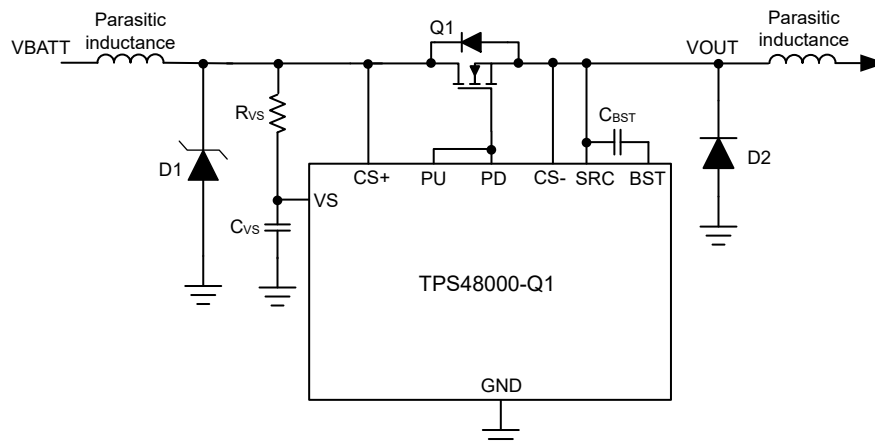 Parasitic
inductance
Q1
Parasitic
inductance
VBATT
VOUT
RVS
CBST
D1
D2
CS+
PU
PD
CS-
SRC
BST
VS
CVS
TPS48000-Q1
GND